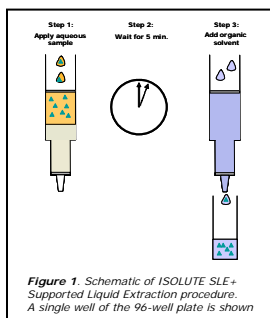 Step 1:
Apply aqueous
sample
Step 2:
Wait for 5 min.
Step 3:
Add organic
solvent
Figure 1. Schematic of ISOLUTE SLE+
Supported Liquid Extraction procedure.
A single well of the 96-well plate is shown